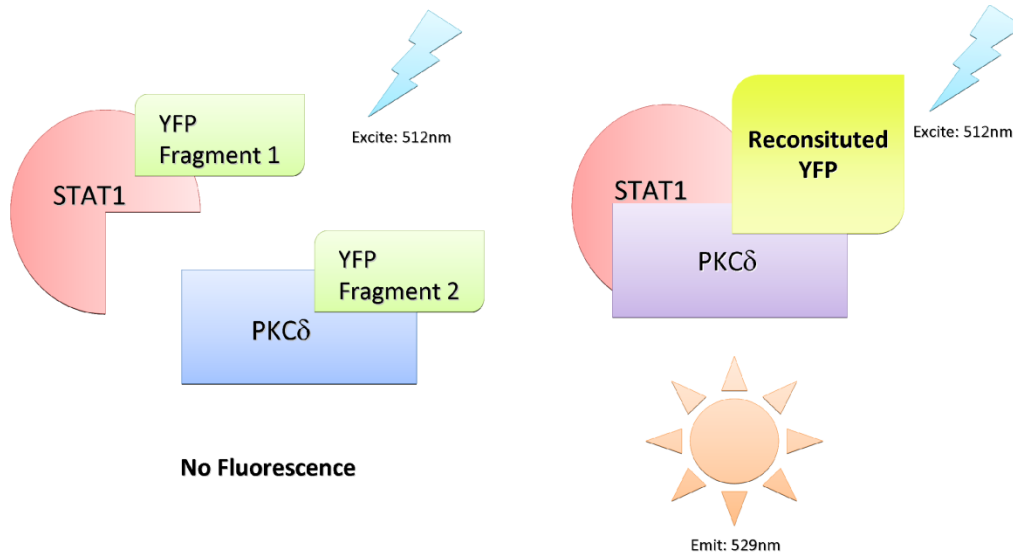 YFP
Fragment 1
Excite: 512nm
STAT1
YFP
Fragment 2
PKCδ
No Fluorescence
Reconsituted
YFP
Excite: 512nm
STAT1
PKCδ
Emit: 529nm